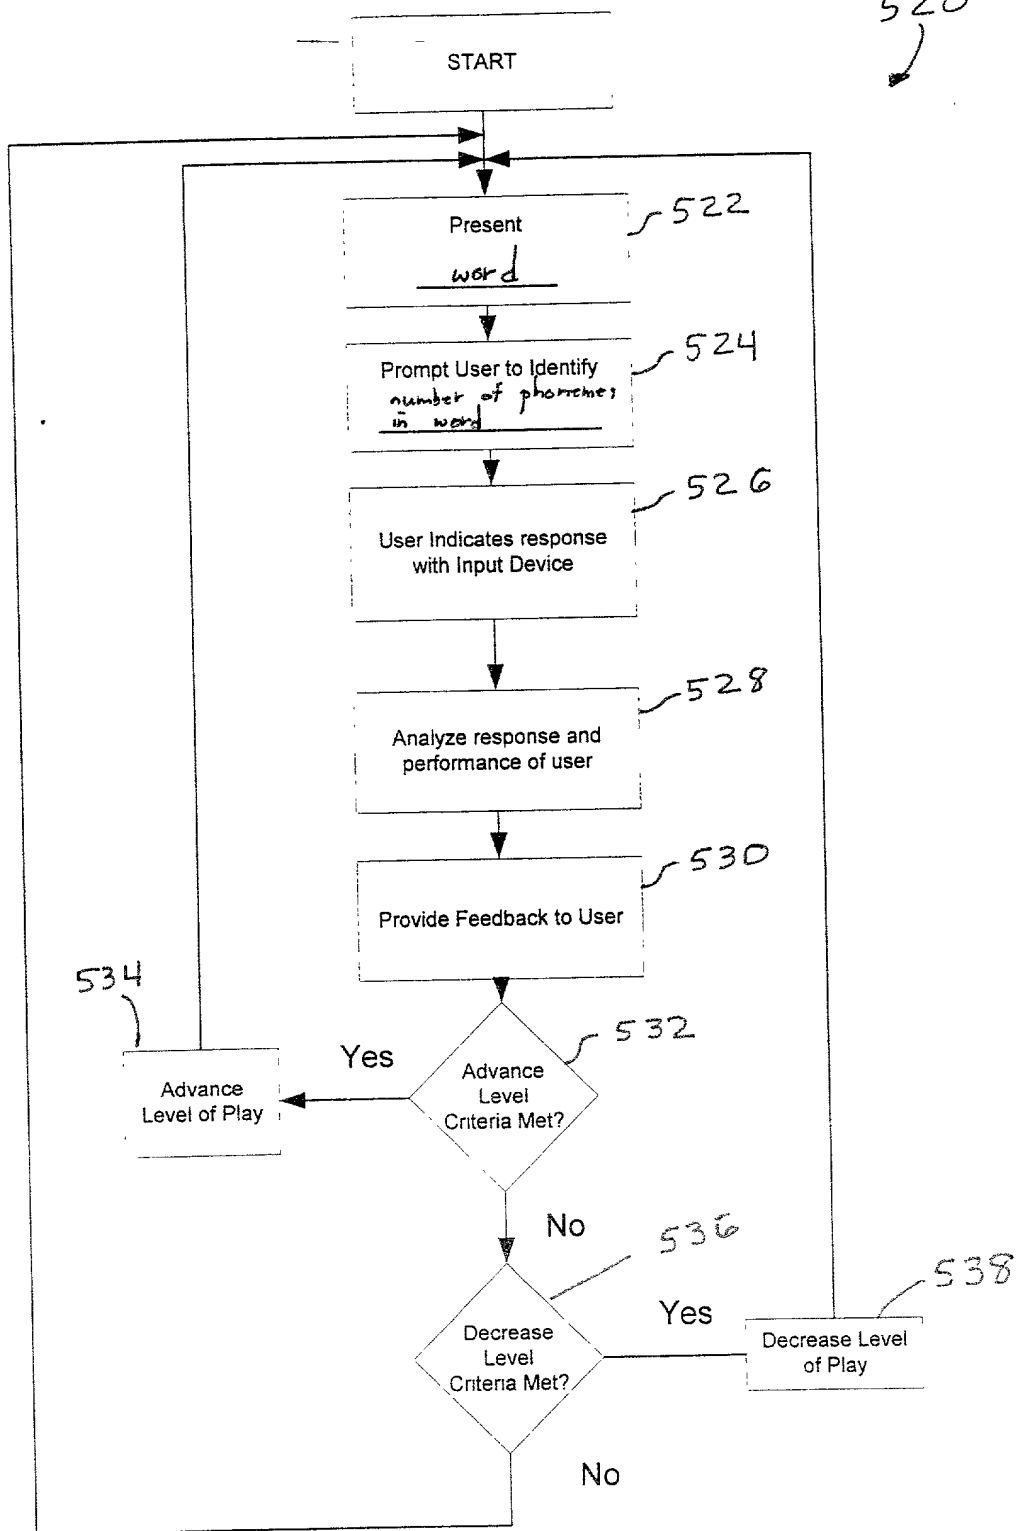 520
START
Present
word
522
Prompt User to Identify
number of phonemes
in word
524
User Indicates response
with Input Device
526
Analyze response and
performance of user
528
Provide Feedback to User
530
Advance
Level
Criteria Met?
532
Yes
Advance
Level of Play
534
No
Decrease
Level
Criteria Met?
536
Yes
Decrease Level
of Play
538
No